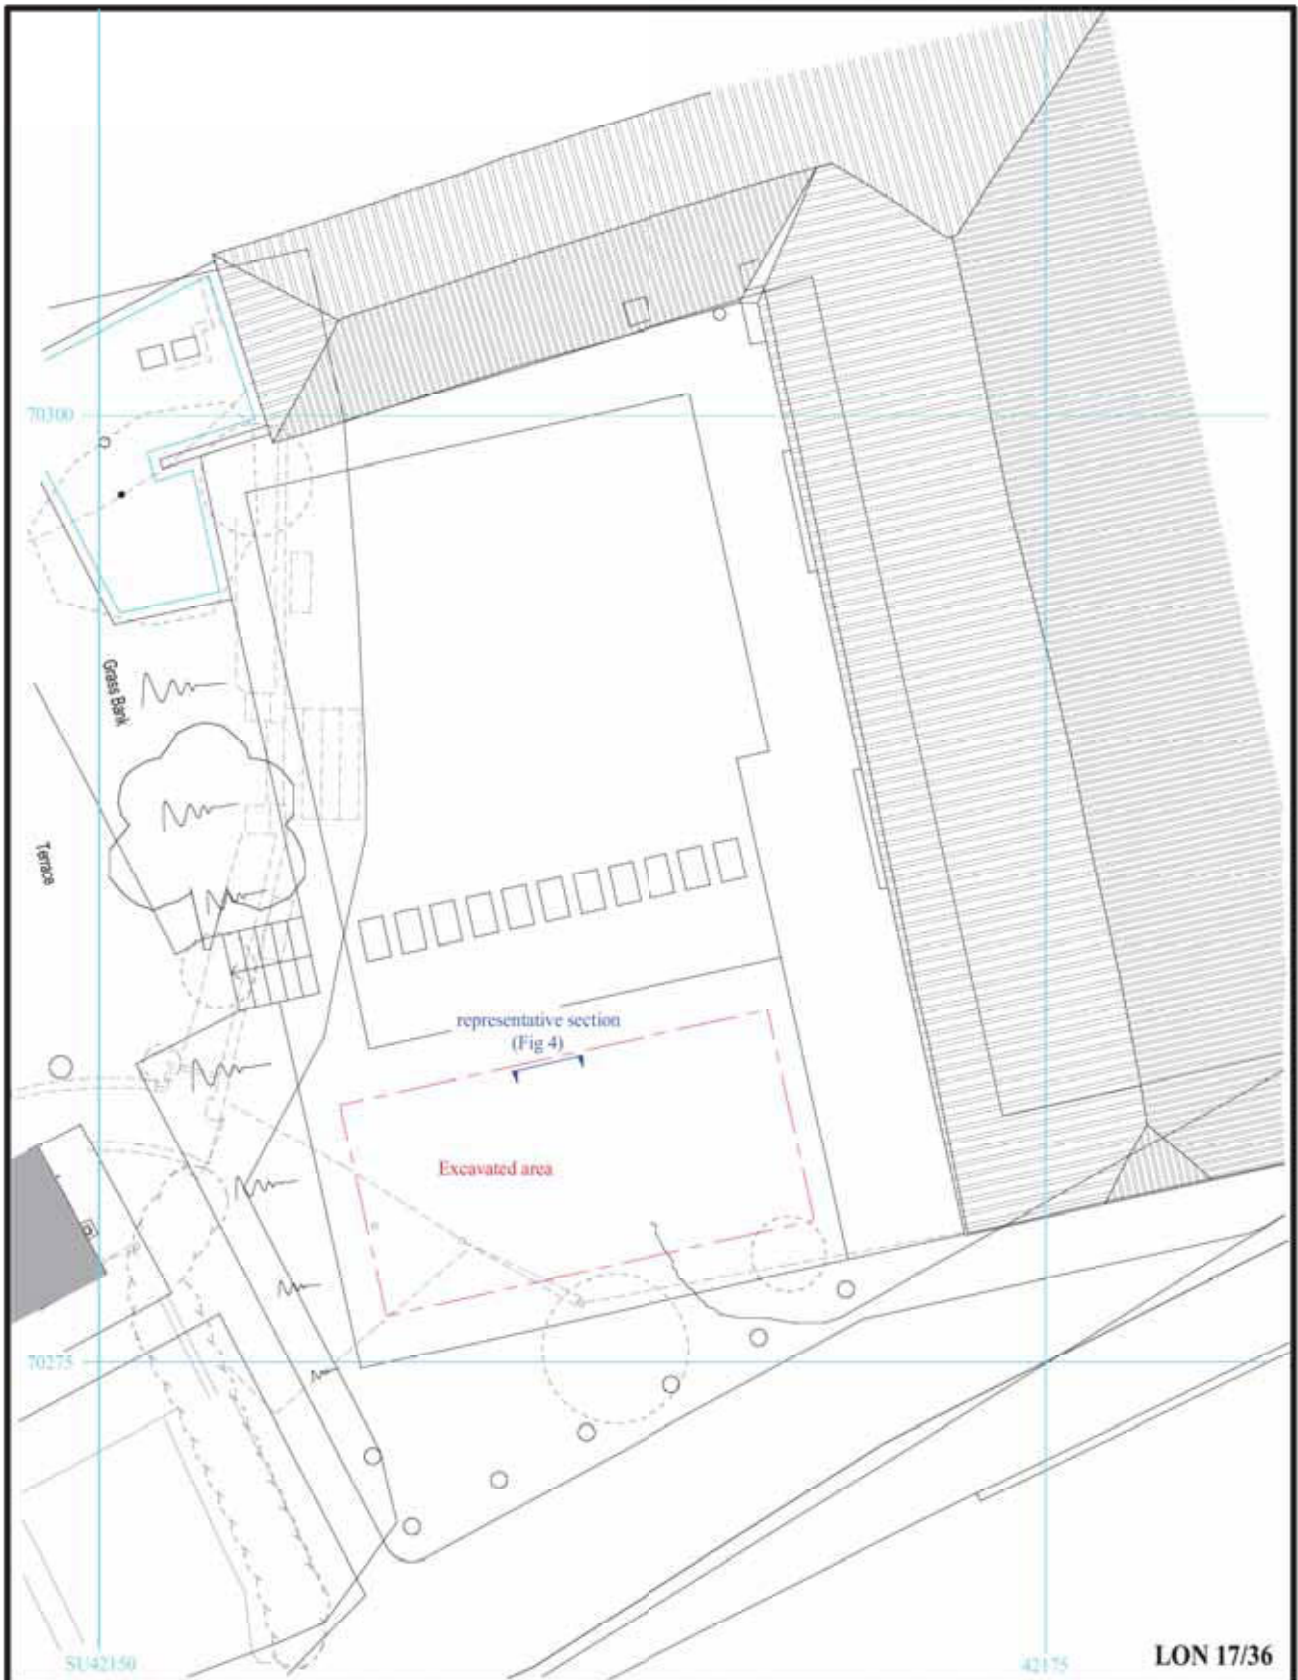 70300
Grass Bank
Terrace
representative section
(Fig 4)
Excavated area
70275
SU42150
42175
LON 17/36